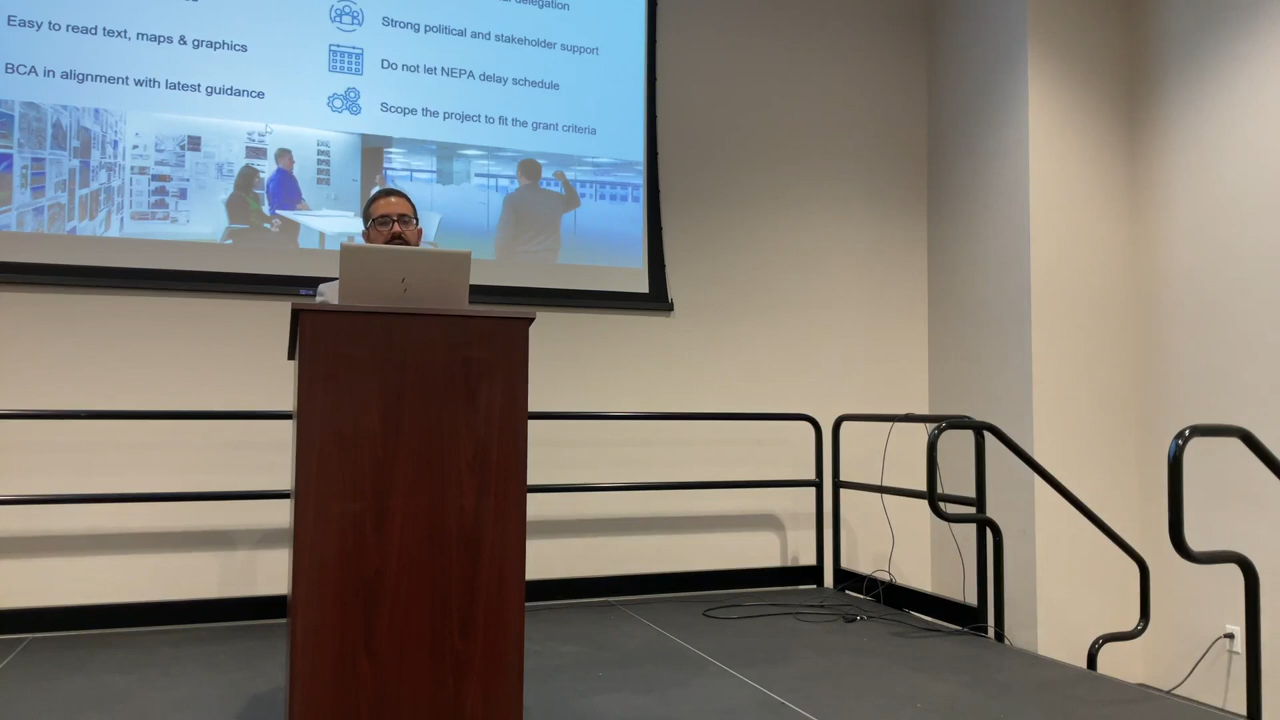 Easy to read text, maps & graphics
BCA in alignment with latest guidance
delegation
Strong political and stakeholder support
Do not let NEPA delay schedule
Scope the project to fit the grant criteria